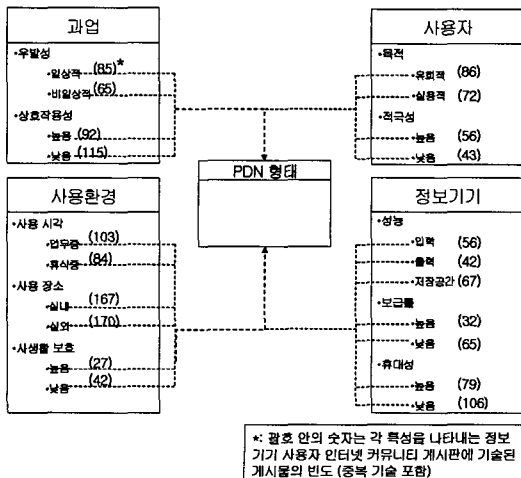 과업
•우발성
•일상적 (85)*
•비일상적 (65)
•상호작용성
•높음 (92)
•낮음 (115)
사용자
•목적
•유희적 (86)
•실용적 (72)
•적극성
•높음 (56)
•낮음 (43)
PDN 형태
사용환경
•사용 시각
•업무중 (103)
•휴식중 (84)
•사용 장소
•실내 (167)
•실외 (170)
•사생활 보호
•높음 (27)
•낮음 (42)
정보기기
•성능
•입력 (56)
•출력 (42)
•저장공간 (67)
•보급률
•높음 (32)
•낮음 (65)
•휴대성
•높음 (79)
•낮음 (106)
*: 괄호 안의 숫자는 각 특성을 나타내는 정보
기기 사용자 인터넷 커뮤니티 게시판에 기술된
게시물의 빈도 (중복 기술 포함)